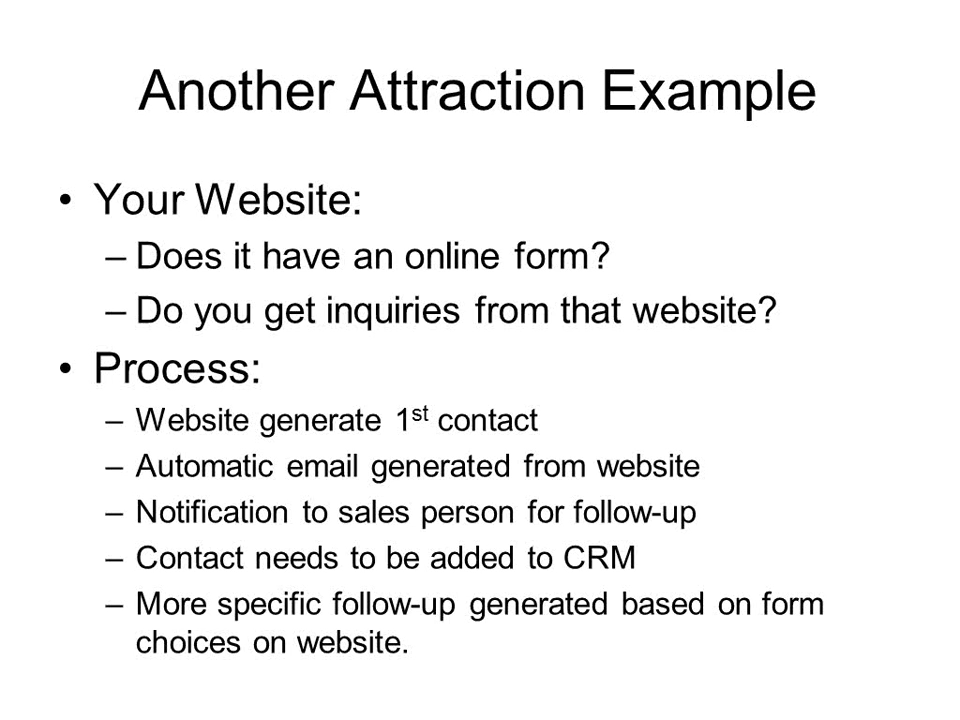 Another Attraction Example
• Your Website:
–Does it have an online form?
–Do you get inquiries from that website?
• Process:
–Website generate 1st contact
–Automatic email generated from website
–Notification to sales person for follow-up
–Contact needs to be added to CRM
–More specific follow-up generated based on form
choices on website.